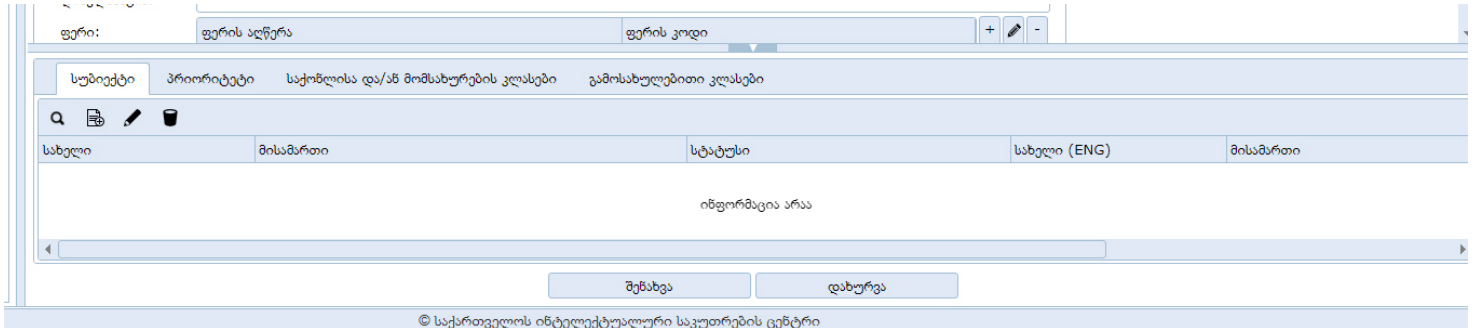 ფერი: ფერის აღწერა ფერის კოდი + -
სუბიექტი პრიორიტეტი საქონლისა და/ან მომსახურების კლასები გამოსახულებითი კლასები
სახელი მისამართი სტატუსი სახელი (ENG) მისამართი
ინფორმაცია არაა
შენახვა დახურვა
© საქართველოს ინტელექტუალური საკუთრების ცენტრი